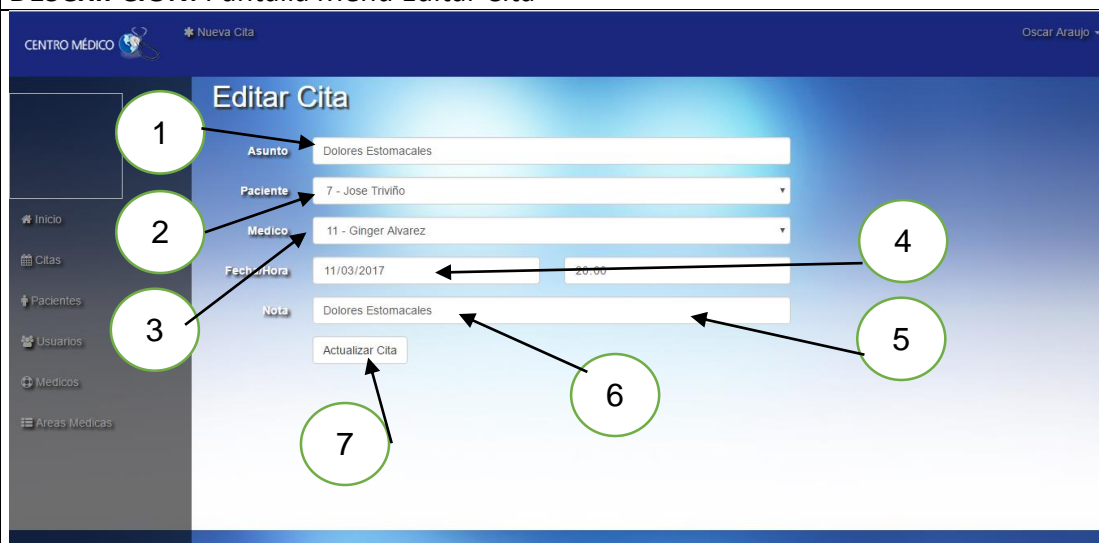 DESCRIPCIÓN: Pantalla Menú Editar Cita
CENTRO MÉDICO
✱ Nueva Cita
Oscar Araujo
Editar Cita
1
Asunto Dolores Estomacales
Paciente 7 - Jose Triviño
2
Medico 11 - Ginger Alvarez
4
Fecha/Hora 11/03/2017 20:00
Nota Dolores Estomacales
3
5
Actualizar Cita
6
7
Inicio
Citas
Pacientes
Usuarios
Medicos
Areas Medicas